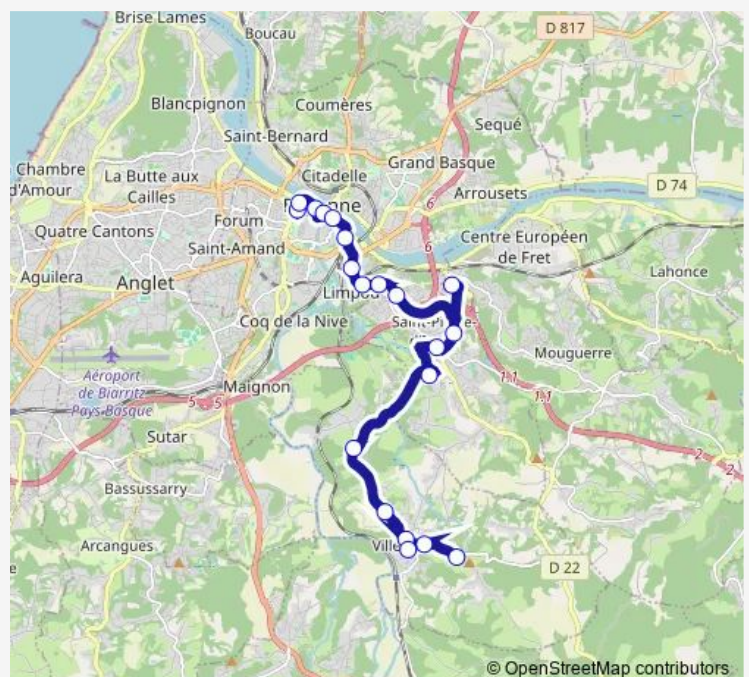 Brise Lames
Boucau
D 817
Blancpignon
Coumères
Sequé
Saint-Bernard
Chambre
d'Amour
La Butte aux
Cailles
Citadelle
Grand Basque
D 74
Arrousets
Forum
Quatre Cantons
6
Centre Européen
de Fret
Saint-Amand
6
Aguilera
Anglet
Lahonce
Coq de la Nive
Mouguerre
Aéroport
de Biarritz
Pays-Basque
Maignon
1.1
5
5
1.1
Sutar
2
2
Bassussarry
Arcangues
D 22
© OpenStreetMap contributors